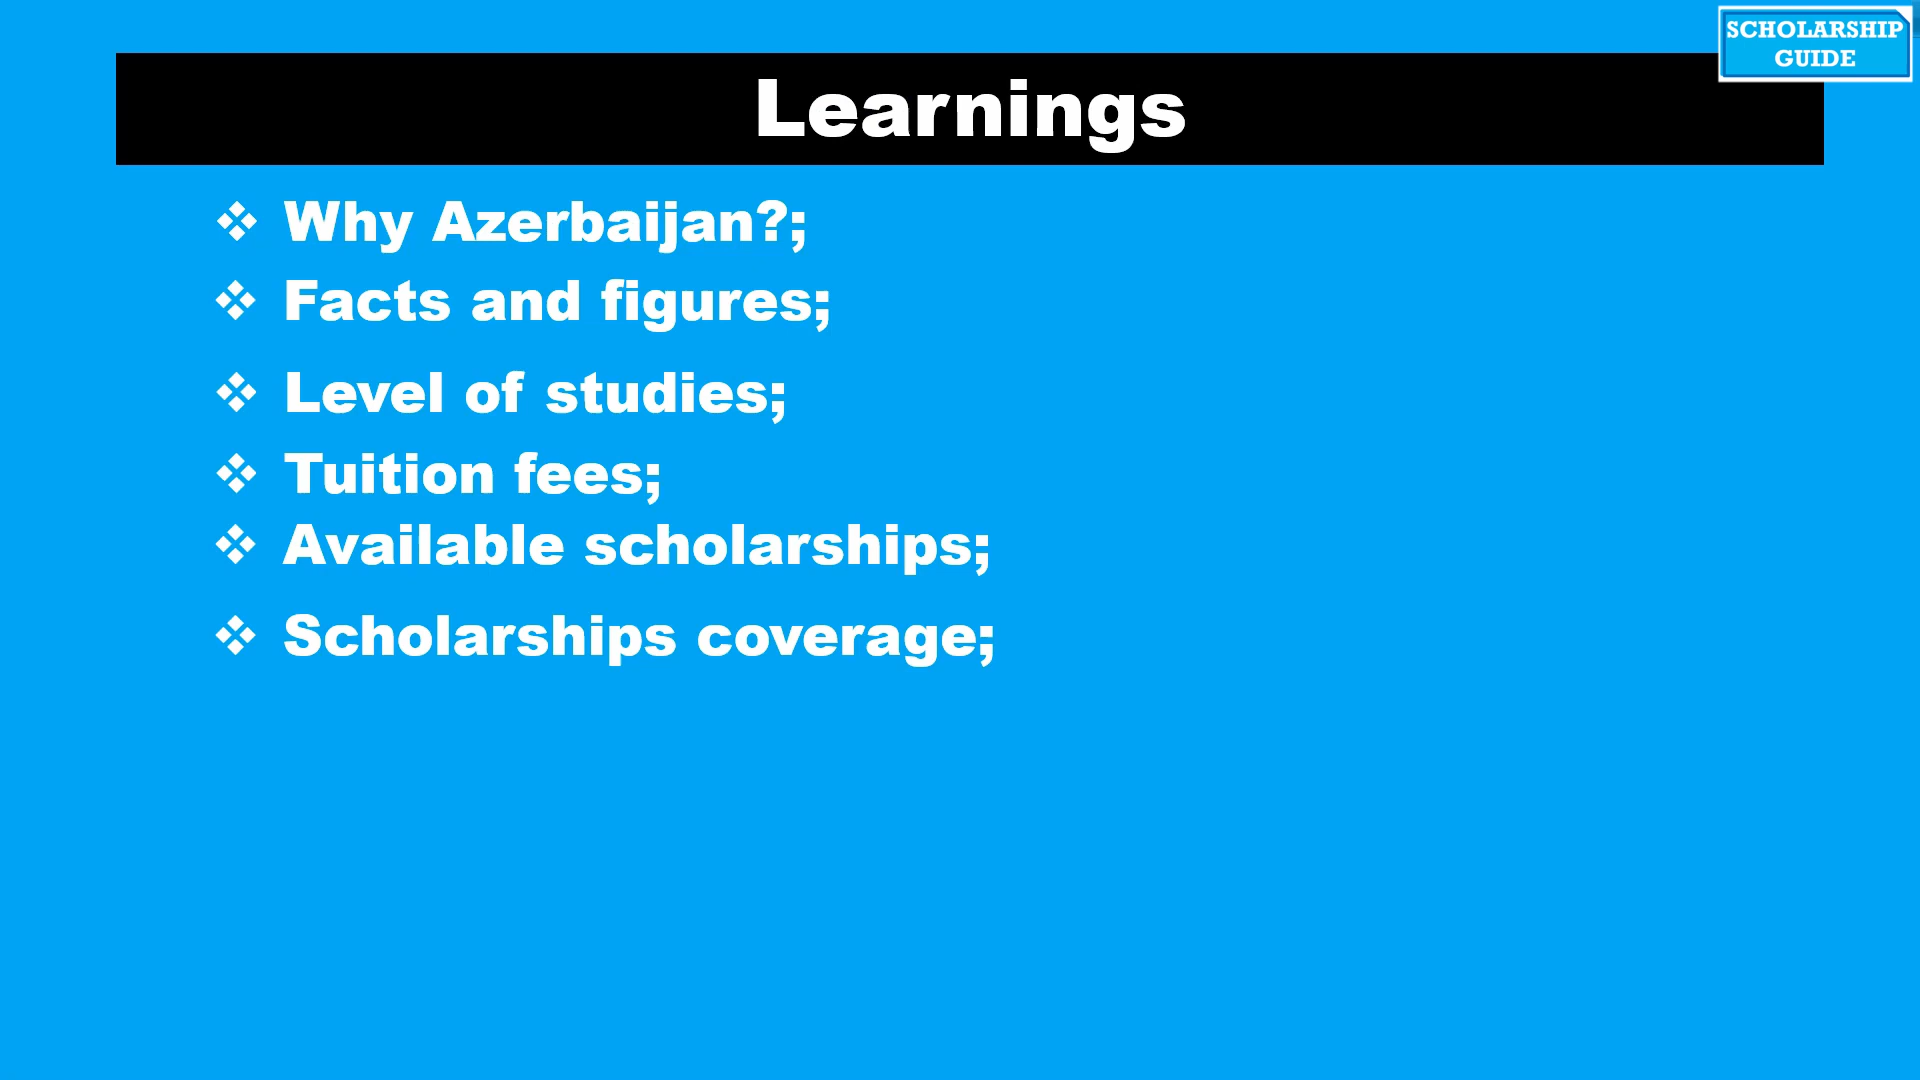 SCHOLARSHIP
GUIDE
Learnings
❖ Why Azerbaijan?;
❖ Facts and figures;
❖ Level of studies;
❖ Tuition fees;
❖ Available scholarships;
❖ Scholarships coverage;